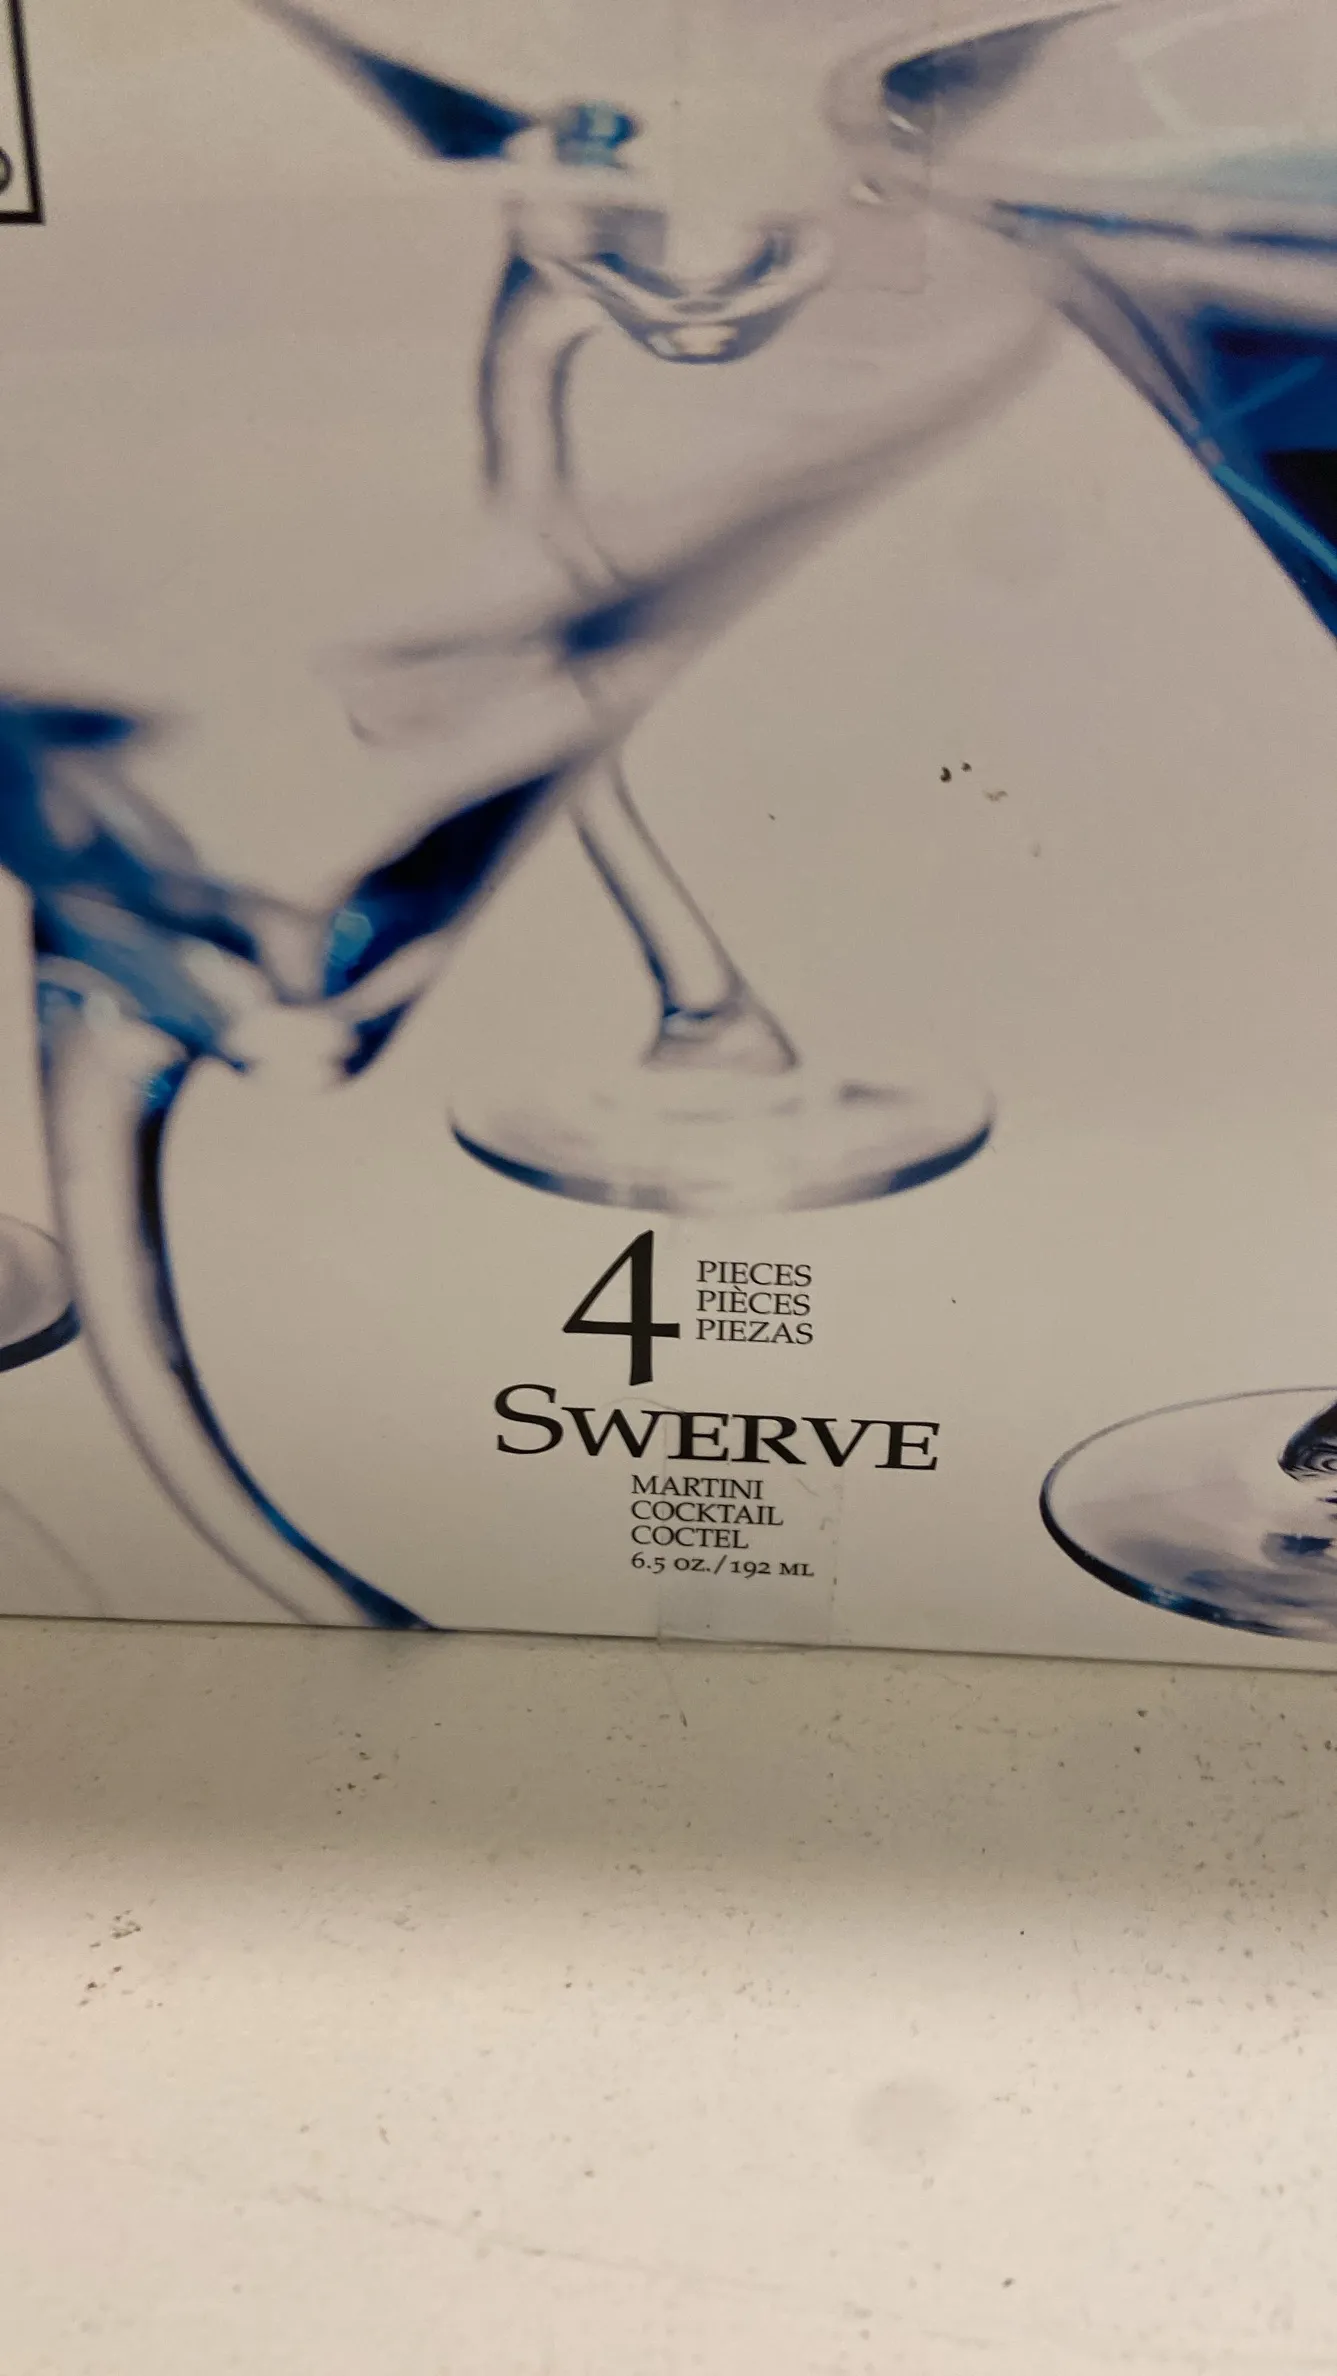 4
PIECES
PIÈCES
PIEZAS
SWERVE
MARTINI
COCKTAIL
COCTEL
6.5 OZ./192 ML